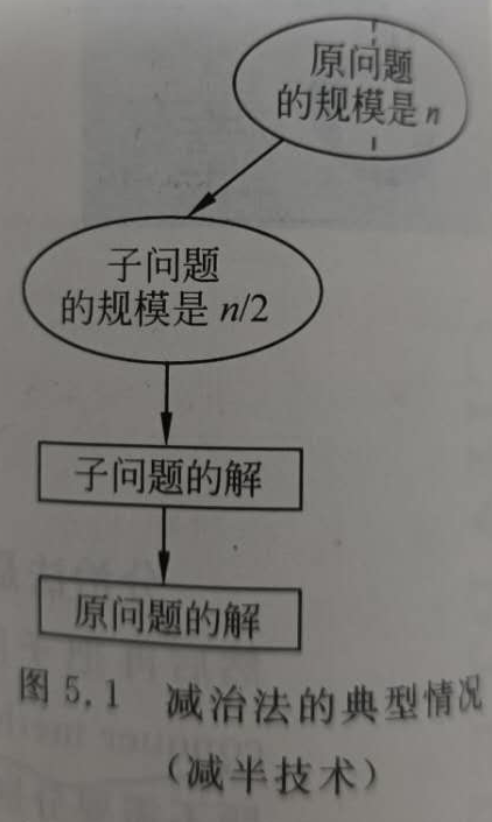 原问题
的规模是 n
子问题
的规模是 n/2
子问题的解
原问题的解
图 5.1 减治法的典型情况
（减半技术）